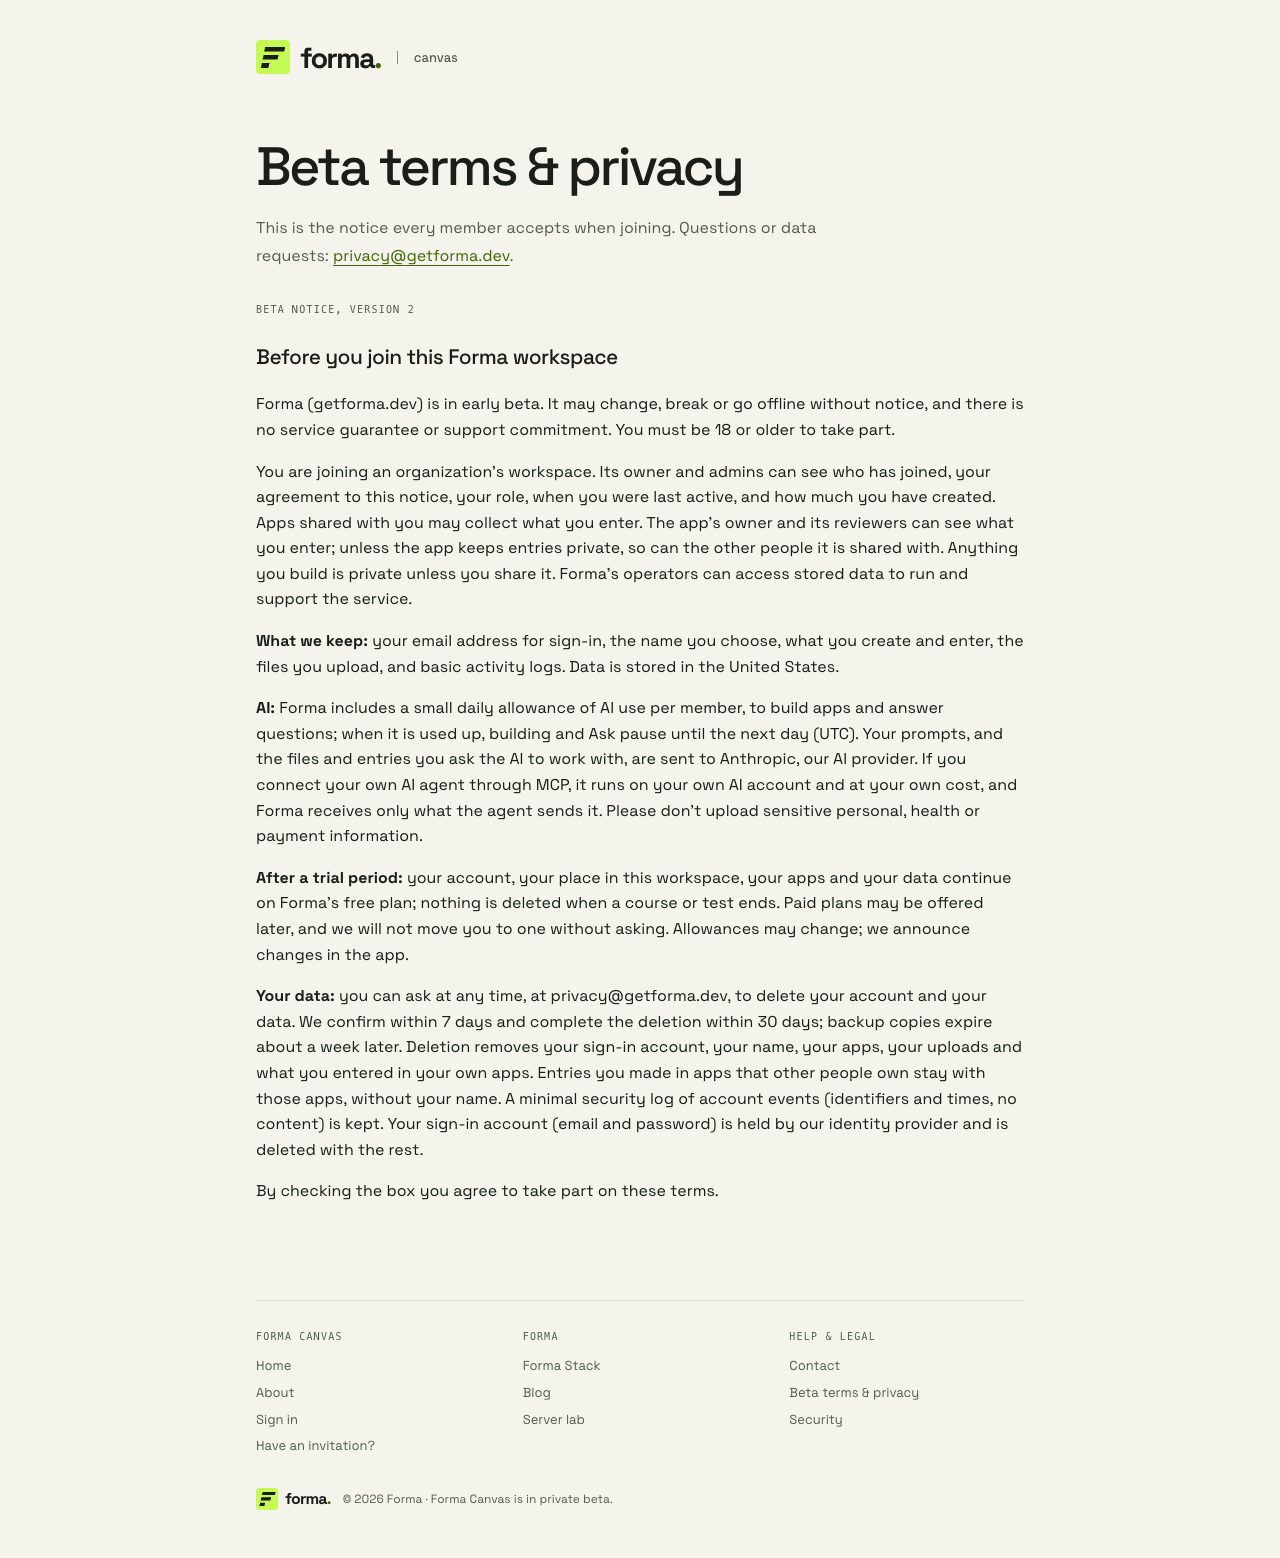 forma. | canvas
Beta terms & privacy
This is the notice every member accepts when joining. Questions or data
requests: privacy@getforma.dev.
BETA NOTICE, VERSION 2
Before you join this Forma workspace
Forma (getforma.dev) is in early beta. It may change, break or go offline without notice, and there is
no service guarantee or support commitment. You must be 18 or older to take part.
You are joining an organization’s workspace. Its owner and admins can see who has joined, your
agreement to this notice, your role, when you were last active, and how much you have created.
Apps shared with you may collect what you enter. The app’s owner and its reviewers can see what
you enter; unless the app keeps entries private, so can the other people it is shared with. Anything
you build is private unless you share it. Forma’s operators can access stored data to run and
support the service.
What we keep: your email address for sign-in, the name you choose, what you create and enter, the
files you upload, and basic activity logs. Data is stored in the United States.
AI: Forma includes a small daily allowance of AI use per member, to build apps and answer
questions; when it is used up, building and Ask pause until the next day (UTC). Your prompts, and
the files and entries you ask the AI to work with, are sent to Anthropic, our AI provider. If you
connect your own AI agent through MCP, it runs on your own AI account and at your own cost, and
Forma receives only what the agent sends it. Please don’t upload sensitive personal, health or
payment information.
After a trial period: your account, your place in this workspace, your apps and your data continue
on Forma’s free plan; nothing is deleted when a course or test ends. Paid plans may be offered
later, and we will not move you to one without asking. Allowances may change; we announce
changes in the app.
Your data: you can ask at any time, at privacy@getforma.dev, to delete your account and your
data. We confirm within 7 days and complete the deletion within 30 days; backup copies expire
about a week later. Deletion removes your sign-in account, your name, your apps, your uploads and
what you entered in your own apps. Entries you made in apps that other people own stay with
those apps, without your name. A minimal security log of account events (identifiers and times, no
content) is kept. Your sign-in account (email and password) is held by our identity provider and is
deleted with the rest.
By checking the box you agree to take part on these terms.
FORMA CANVAS
Home
About
Sign in
Have an invitation?
FORMA
Forma Stack
Blog
Server lab
HELP & LEGAL
Contact
Beta terms & privacy
Security
forma. © 2026 Forma · Forma Canvas is in private beta.